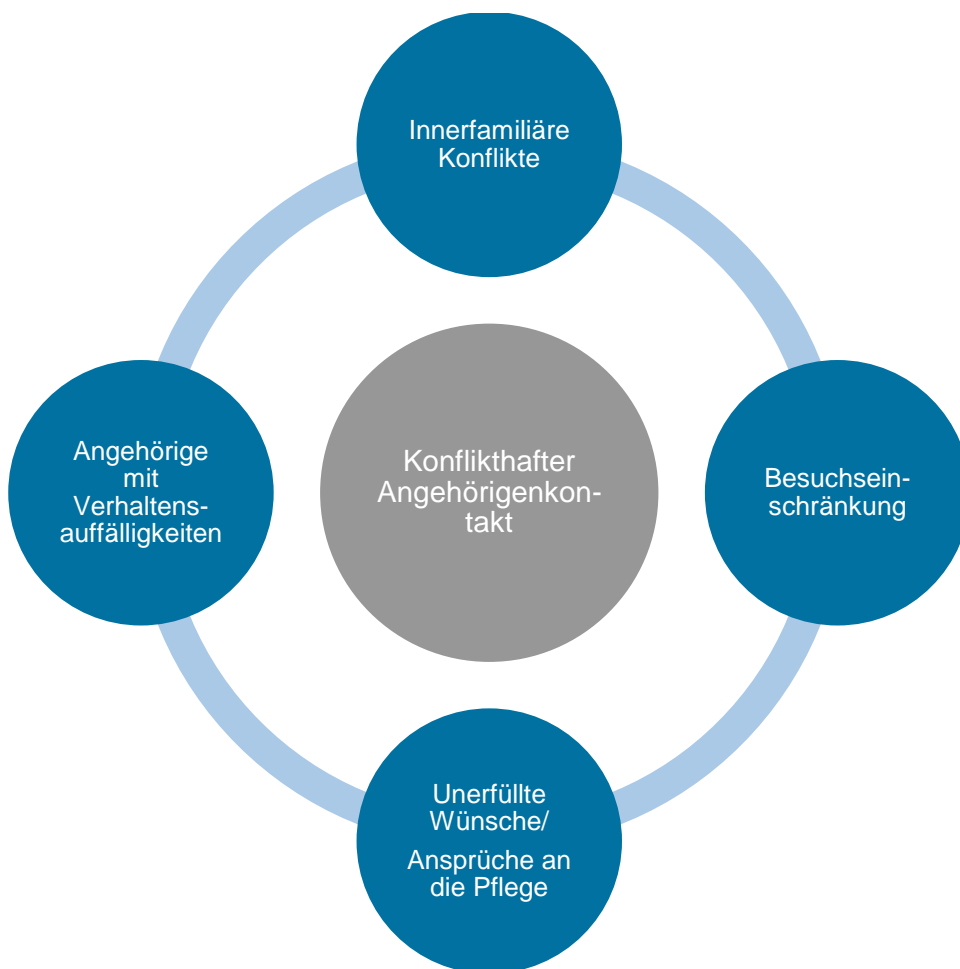 Innerfamiliäre
Konflikte
Angehörige
mit
Verhaltens-
auffälligkeiten
Konflikthafter
Angehörigenkon-
takt
Besuchsein-
schränkung
Unerfüllte
Wünsche/
Ansprüche an
die Pflege